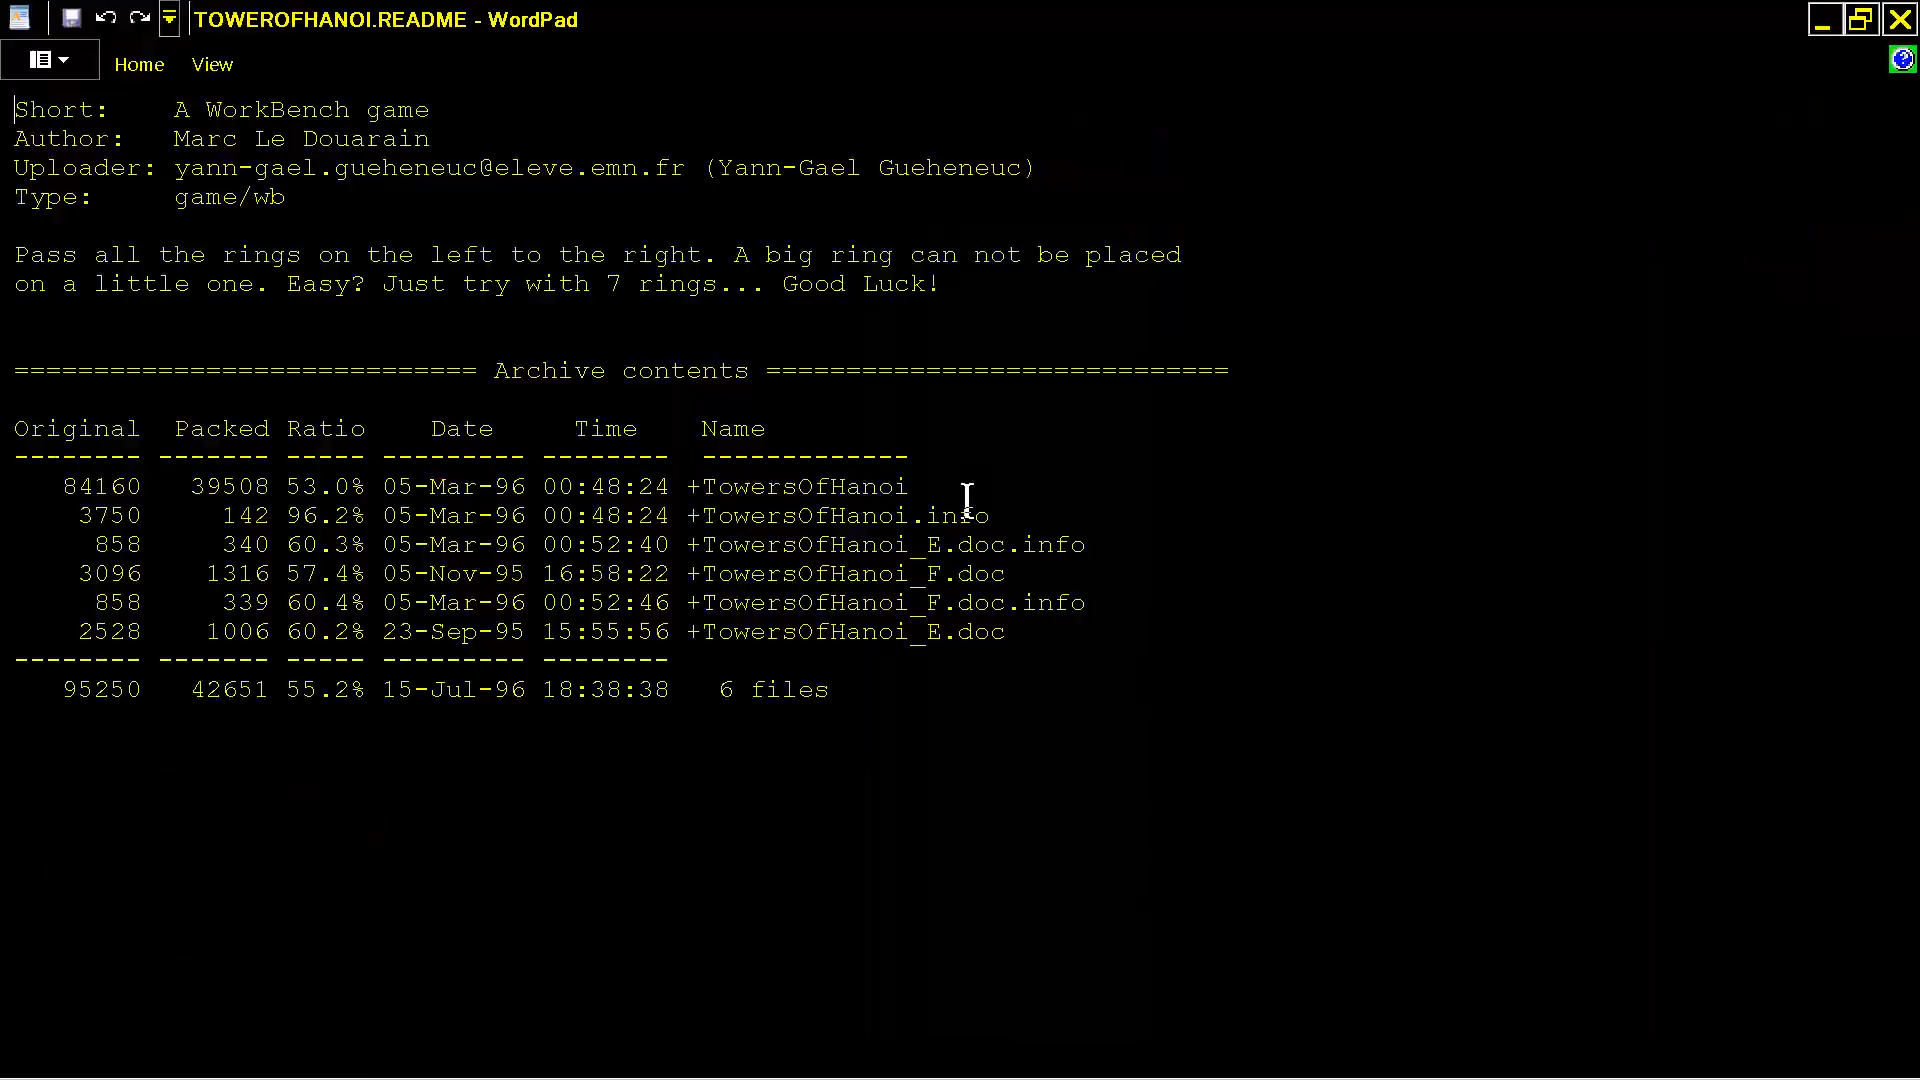 TOWEROFHANOI.README - WordPad
Home View
Short:    A WorkBench game
Author:   Marc Le Douarain
Uploader: yann-gael.gueheneuc@eleve.emn.fr (Yann-Gael Gueheneuc)
Type:     game/wb
Pass all the rings on the left to the right. A big ring can not be placed
on a little one. Easy? Just try with 7 rings... Good Luck!
============================= Archive contents =============================
Original  Packed Ratio    Date     Time    Name
-------- ------- ----- --------- --------  -------------
   84160   39508 53.0% 05-Mar-96 00:48:24 +TowersOfHanoi
    3750     142 96.2% 05-Mar-96 00:48:24 +TowersOfHanoi.info
     858     340 60.3% 05-Mar-96 00:52:40 +TowersOfHanoi_E.doc.info
    3096    1316 57.4% 05-Nov-95 16:58:22 +TowersOfHanoi_F.doc
     858     339 60.4% 05-Mar-96 00:52:46 +TowersOfHanoi_F.doc.info
    2528    1006 60.2% 23-Sep-95 15:55:56 +TowersOfHanoi_E.doc
-------- ------- ----- --------- --------
   95250   42651 55.2% 15-Jul-96 18:38:38   6 files